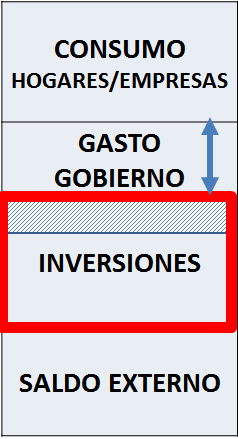 CONSUMO
HOGARES/EMPRESAS
GASTO
GOBIERNO
INVERSIONES
SALDO EXTERNO